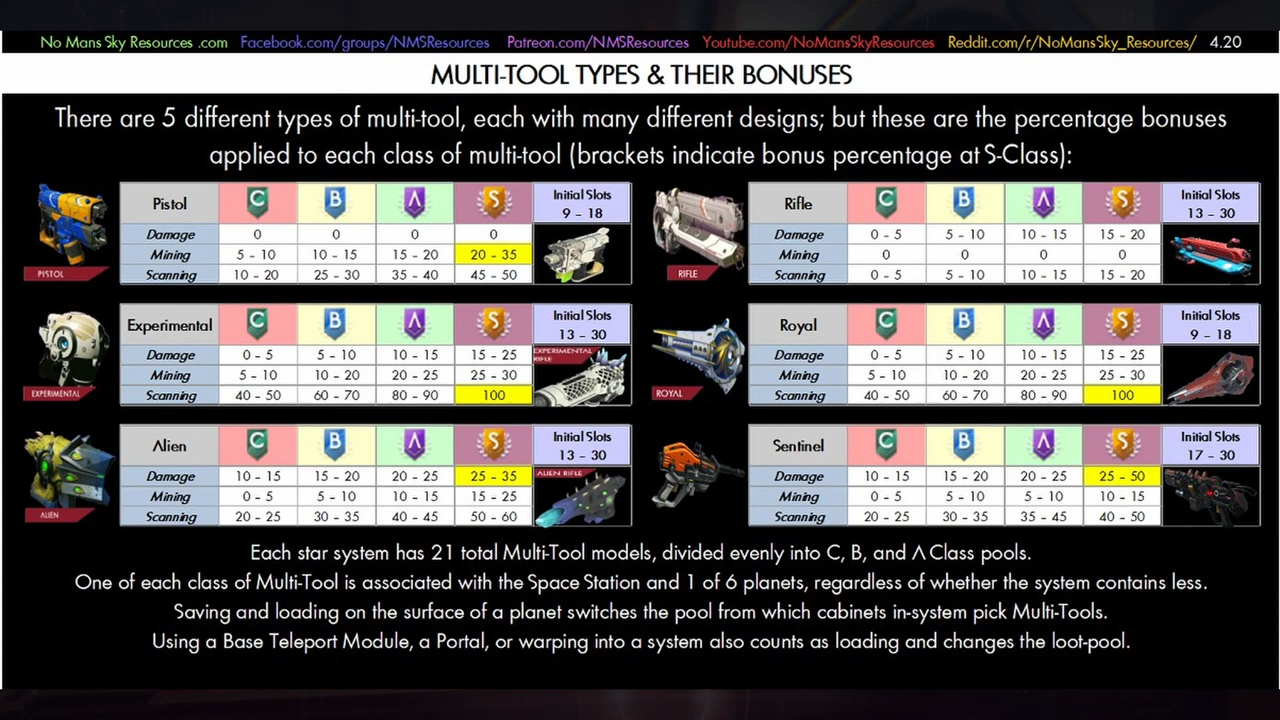 No Mans Sky Resources .com Facebook.com/groups/NMSResources Patreon.com/NMSResources Youtube.com/NoMansSkyResources Reddit.com/r/NoMansSky_Resources/ 4.20
MULTI-TOOL TYPES & THEIR BONUSES
There are 5 different types of multi-tool, each with many different designs; but these are the percentage bonuses
applied to each class of multi-tool (brackets indicate bonus percentage at S-Class):
PISTOL
Pistol C B A S Initial Slots
9 - 18
Damage 0 0 0 0
Mining 5 - 10 10 - 15 15 - 20 20 - 35
Scanning 10 - 20 25 - 30 35 - 40 45 - 50
RIFLE
Rifle C B A S Initial Slots
13 - 30
Damage 0 - 5 5 - 10 10 - 15 15 - 20
Mining 0 0 0 0
Scanning 0 - 5 5 - 10 10 - 15 15 - 20
EXPERIMENTAL
Experimental C B A S Initial Slots
13 - 30
Damage 0 - 5 5 - 10 10 - 15 15 - 25
Mining 5 - 10 10 - 20 20 - 25 25 - 30
Scanning 40 - 50 60 - 70 80 - 90 100
EXPERIMENTAL
RIFLE
ROYAL
Royal C B A S Initial Slots
9 - 18
Damage 0 - 5 5 - 10 10 - 15 15 - 25
Mining 5 - 10 10 - 20 20 - 25 25 - 30
Scanning 40 - 50 60 - 70 80 - 90 100
ALIEN
Alien C B A S Initial Slots
13 - 30
Damage 10 - 15 15 - 20 20 - 25 25 - 35
Mining 0 - 5 5 - 10 10 - 15 15 - 25
Scanning 20 - 25 30 - 35 40 - 45 50 - 60
ALIEN RIFLE
Sentinel C B A S Initial Slots
17 - 30
Damage 10 - 15 15 - 20 20 - 25 25 - 50
Mining 0 - 5 5 - 10 5 - 10 10 - 15
Scanning 20 - 25 30 - 35 35 - 45 40 - 50
Each star system has 21 total Multi-Tool models, divided evenly into C, B, and A Class pools.
One of each class of Multi-Tool is associated with the Space Station and 1 of 6 planets, regardless of whether the system contains less.
Saving and loading on the surface of a planet switches the pool from which cabinets in-system pick Multi-Tools.
Using a Base Teleport Module, a Portal, or warping into a system also counts as loading and changes the loot-pool.